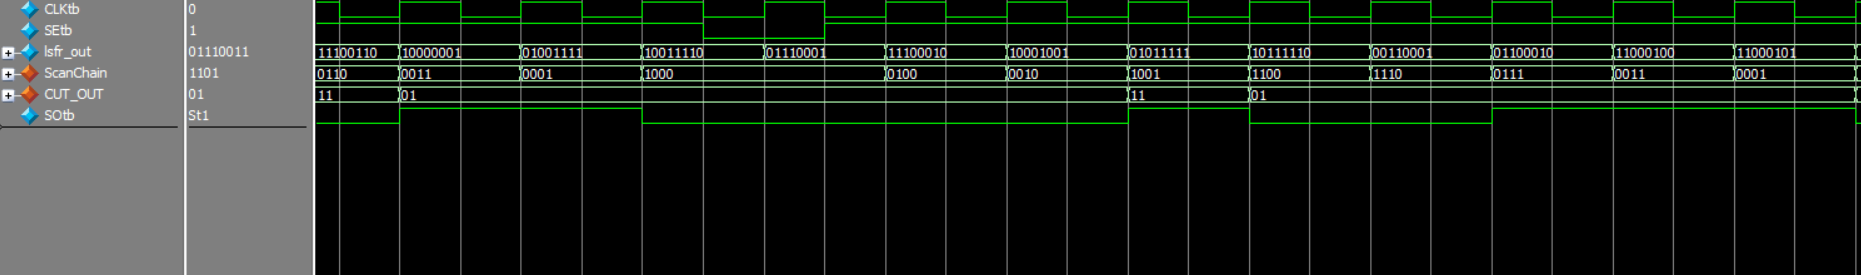 CLKtb 0
SEtb 1
lsfr_out 01110011 11100110 10000001 01001111 10011110 01110001 11100010 10001001 01011111 10111110 00110001 01100010 11000100 11000101
ScanChain 1101 0110 0011 0001 1000 0100 0010 1001 1100 1110 0111 0011 0001
CUT_OUT 01 11 01 11 01
SOtb St1